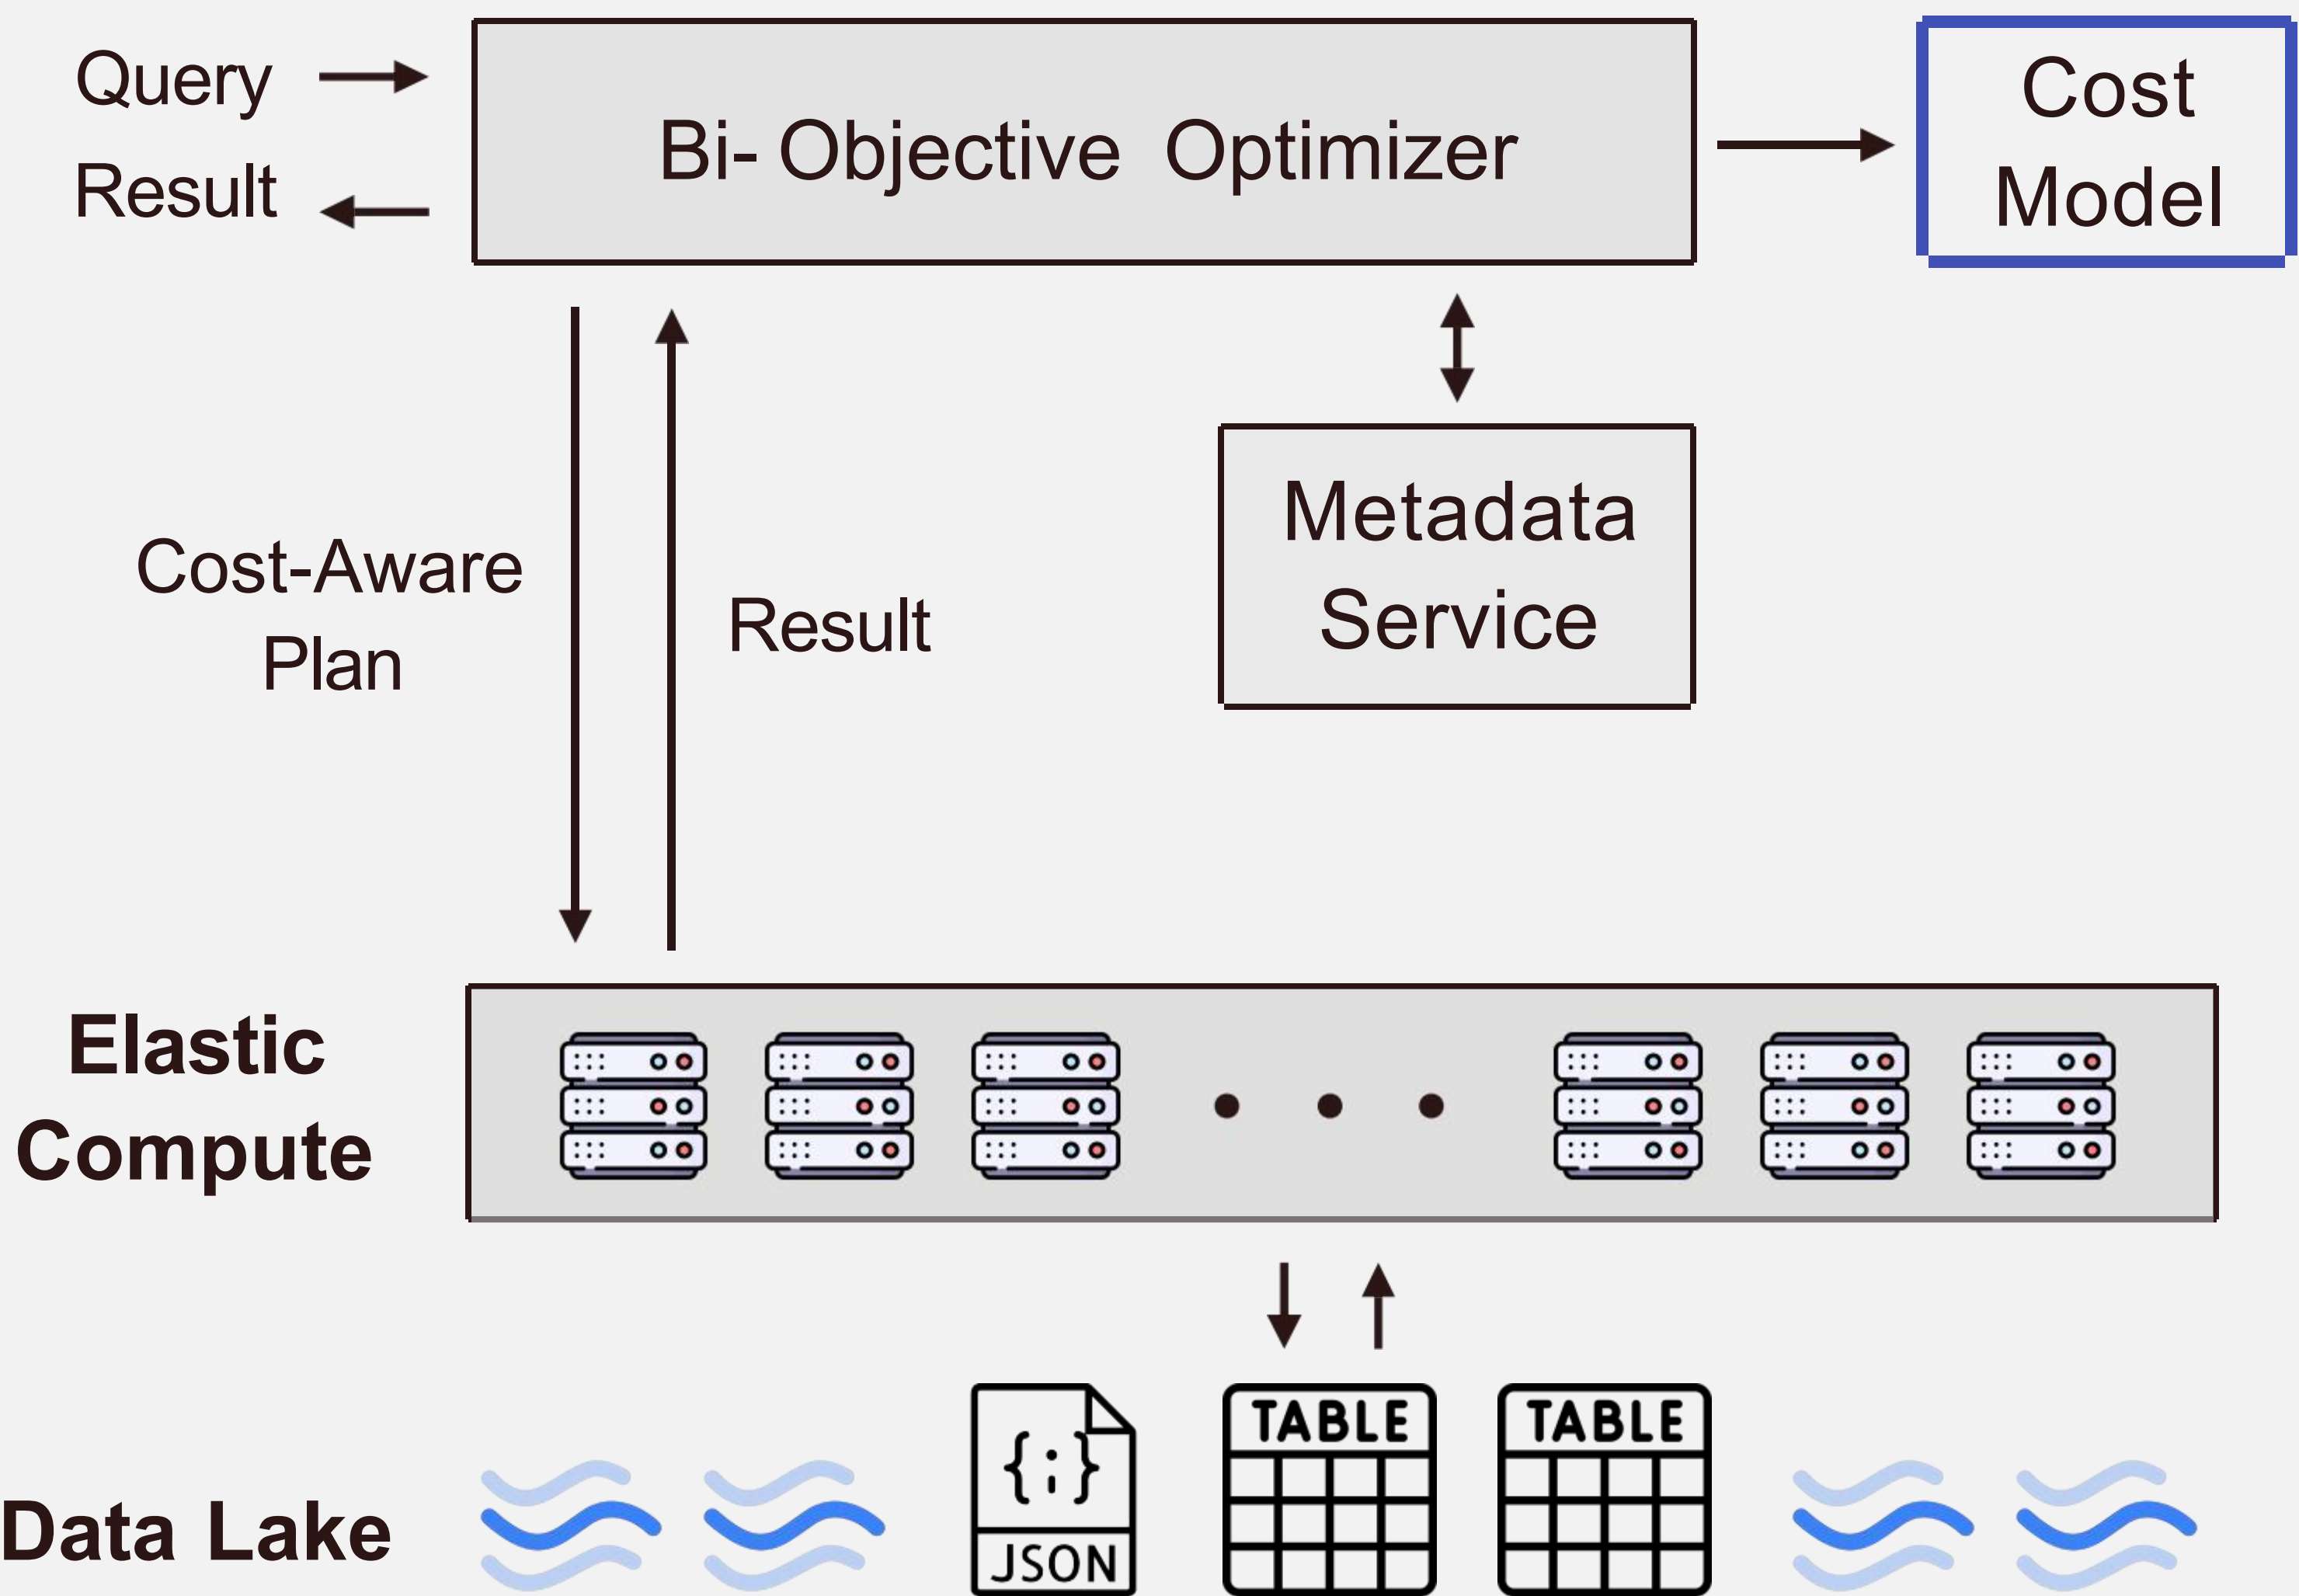 Query
Result
Bi- Objective Optimizer
Cost
Model
Cost-Aware
Plan
Result
Metadata
Service
Elastic
Compute
Data Lake
{;}
JSON
TABLE
TABLE